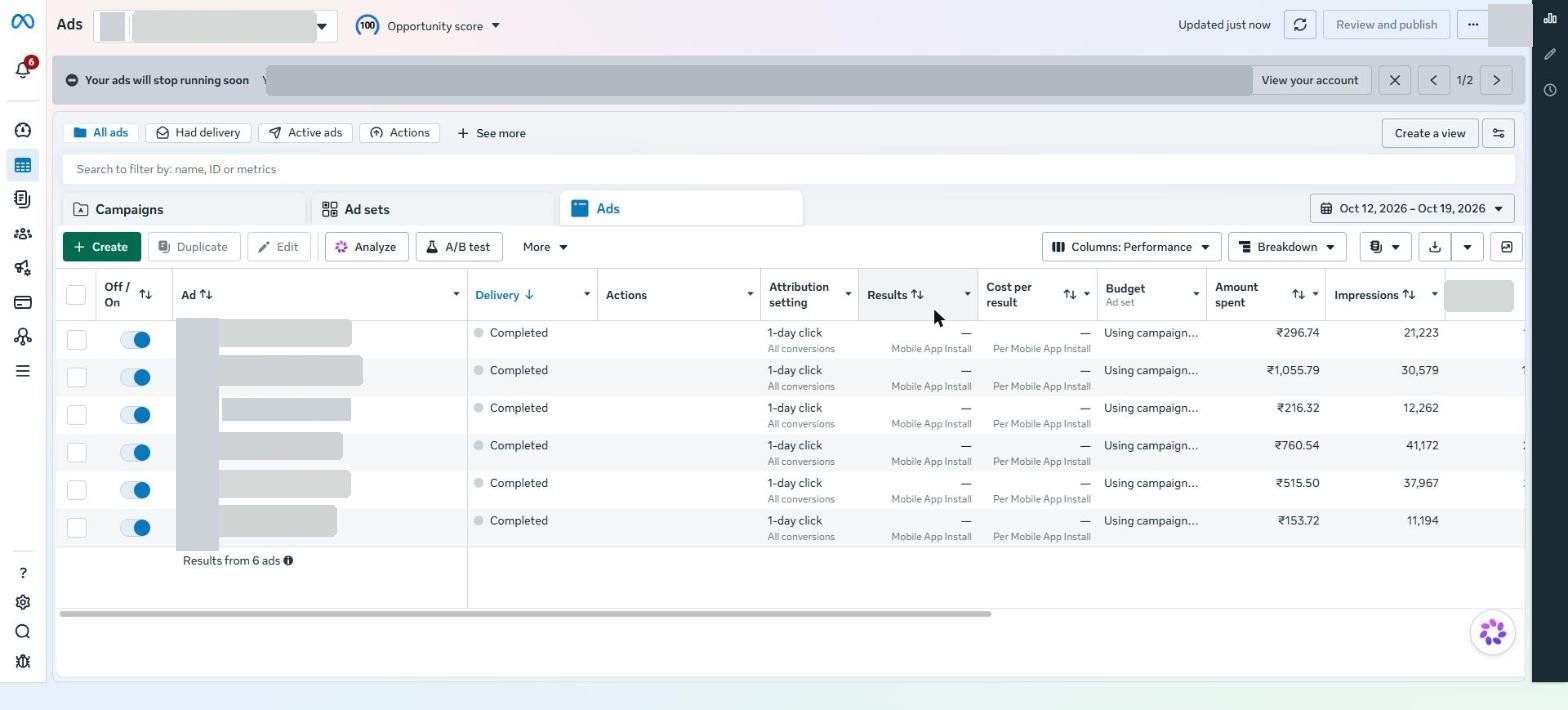 Ads
100 Opportunity score
Updated just now
Review and publish
6
Your ads will stop running soon
View your account
1/2
All ads
Had delivery
Active ads
Actions
See more
Create a view
Search to filter by: name, ID or metrics
Campaigns
Ad sets
Ads
Oct 12, 2026 – Oct 19, 2026
+ Create
Duplicate
Edit
Analyze
A/B test
More
Columns: Performance
Breakdown
Off / On
Ad
Delivery ↓
Actions
Attribution setting
Results
Cost per result
Budget
Ad set
Amount spent
Impressions
Completed 1-day click — — Using campaign... ₹296.74 21,223
All conversions Mobile App Install Per Mobile App Install
Completed 1-day click — — Using campaign... ₹1,055.79 30,579
All conversions Mobile App Install Per Mobile App Install
Completed 1-day click — — Using campaign... ₹216.32 12,262
All conversions Mobile App Install Per Mobile App Install
Completed 1-day click — — Using campaign... ₹760.54 41,172
All conversions Mobile App Install Per Mobile App Install
Completed 1-day click — — Using campaign... ₹515.50 37,967
All conversions Mobile App Install Per Mobile App Install
Completed 1-day click — — Using campaign... ₹153.72 11,194
All conversions Mobile App Install Per Mobile App Install
Results from 6 ads